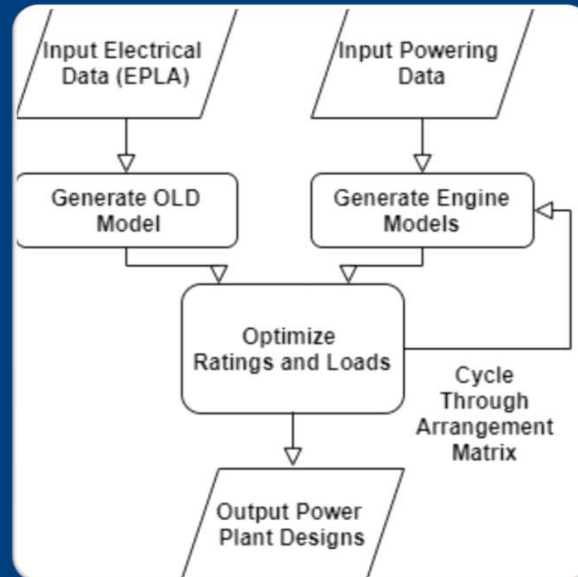 Input Electrical
Data (EPLA)
Input Powering
Data
Generate OLD
Model
Generate Engine
Models
Optimize
Ratings and Loads
Cycle
Through
Arrangement
Matrix
Output Power
Plant Designs